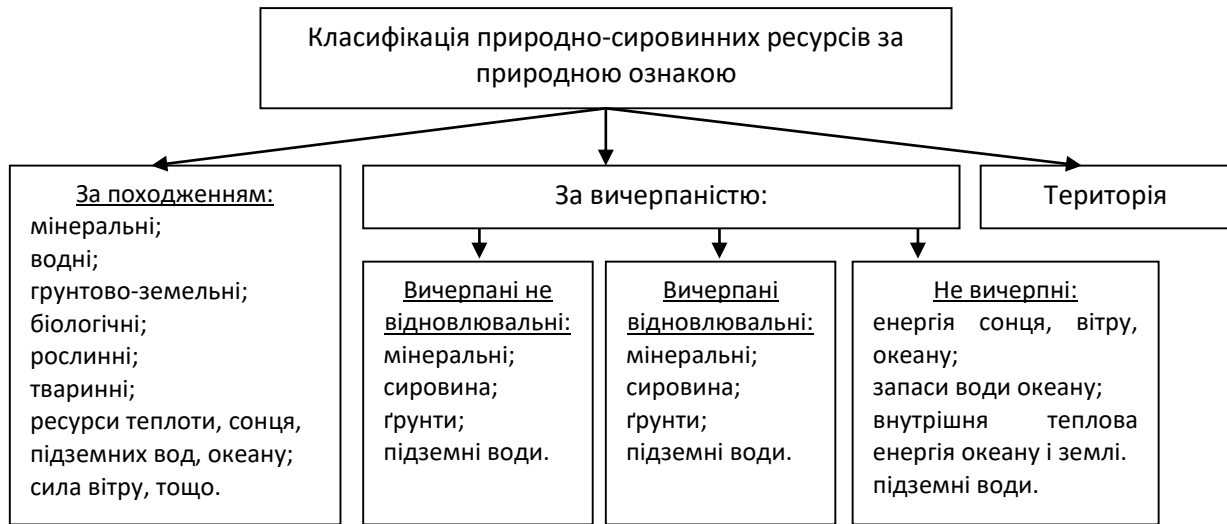 Класифікація природно-сировинних ресурсів за
природною ознакою
За походженням:
мінеральні;
водні;
грунтово-земельні;
біологічні;
рослинні;
тваринні;
ресурси теплоти, сонця,
підземних вод, океану;
сила вітру, тощо.
За вичерпаністю:
Територія
Вичерпані не
відновлювальні:
мінеральні;
сировина;
ґрунти;
підземні води.
Вичерпані
відновлювальні:
мінеральні;
сировина;
ґрунти;
підземні води.
Не вичерпні:
енергія сонця, вітру,
океану;
запаси води океану;
внутрішня теплова
енергія океану і землі.
підземні води.